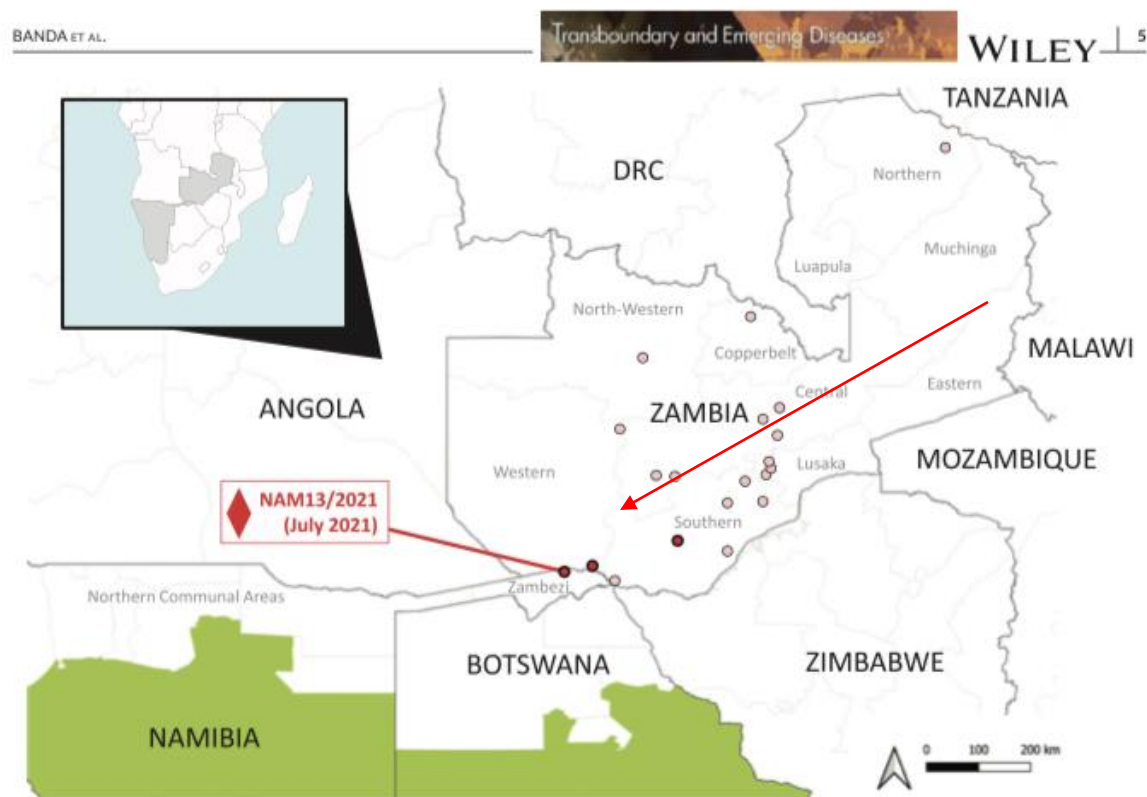 BANDA ET AL.
Transboundary and Emerging Diseases
WILEY
5
TANZANIA
DRC
Northern
Muchinga
Luapula
North-Western
Copperbelt
MALAWI
Eastern
Central
ANGOLA
ZAMBIA
MOZAMBIQUE
Western
Lusaka
NAM13/2021
(July 2021)
Southern
Zambezi
Northern Communal Areas
BOTSWANA
ZIMBABWE
NAMIBIA
0 100 200 km